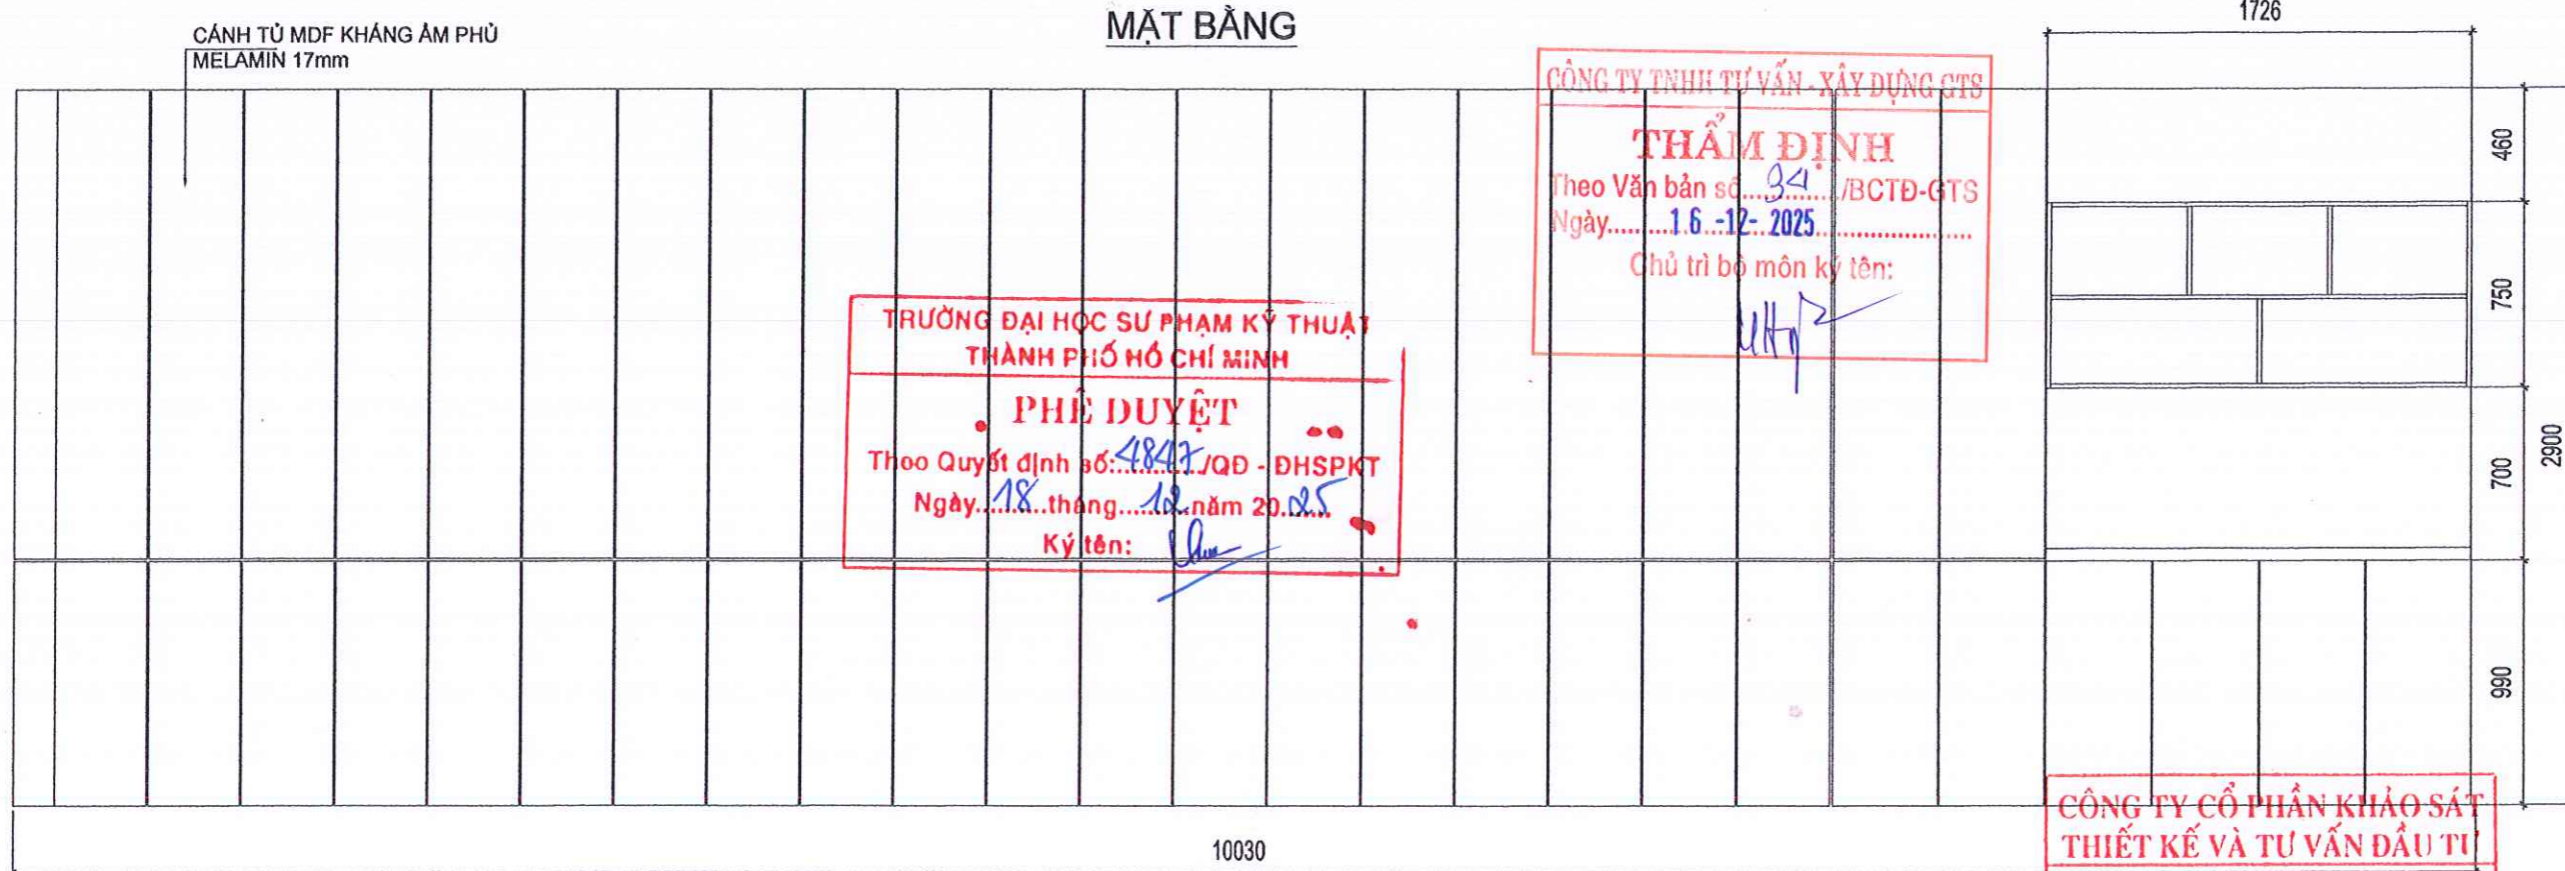 MẶT BẰNG
CÁNH TỦ MDF KHÁNG ẨM PHỦ
MELAMIN 17mm
1726
CÔNG TY TNHH TƯ VẤN - XÂY DỰNG GTS
THẨM ĐỊNH
Theo Văn bản số............/BCTĐ-GTS
Ngày.........16 -12- 2025....................
Chủ trì bộ môn ký tên:
460
750
700
2900
990
TRƯỜNG ĐẠI HỌC SƯ PHẠM KỸ THUẬT
THÀNH PHỐ HỒ CHÍ MINH
PHÊ DUYỆT
Theo Quyết định số:4847/QĐ - ĐHSPKT
Ngày..18..tháng...12.năm 20.25
Ký tên:
10030
CÔNG TY CỔ PHẦN KHẢO SÁT
THIẾT KẾ VÀ TƯ VẤN ĐẦU TƯ